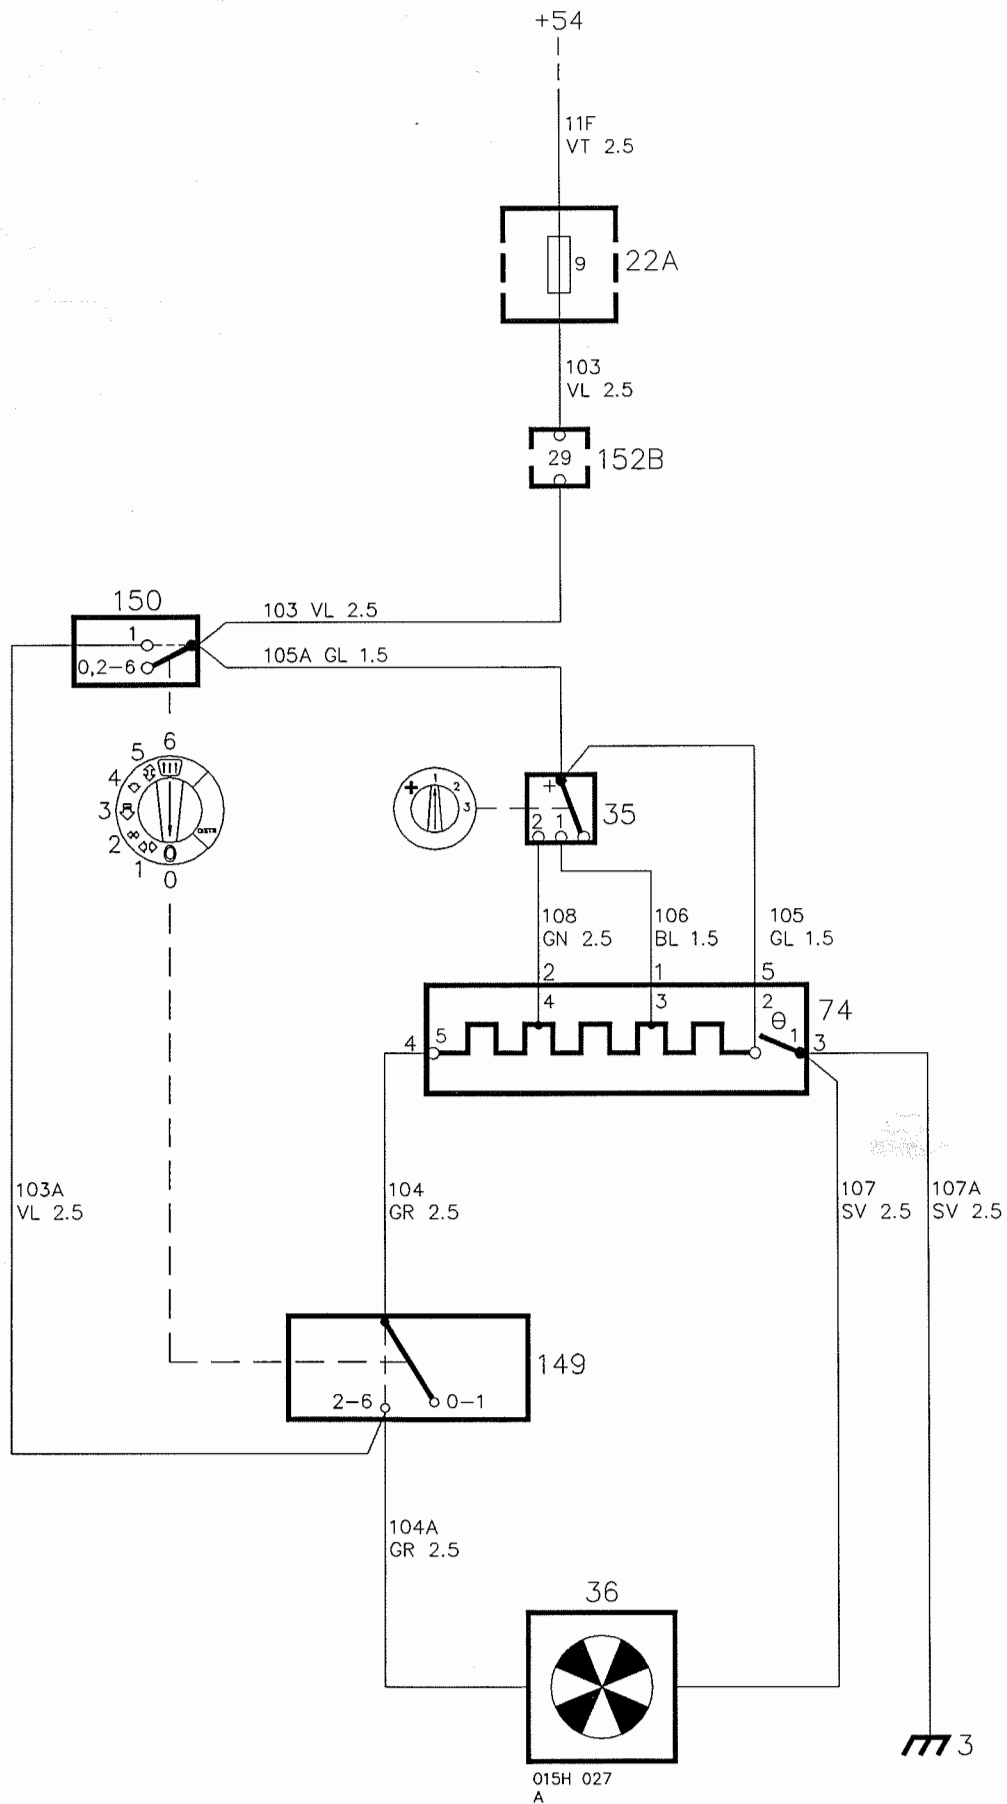 +54
11F
VT 2.5
9
22A
103
VL 2.5
29
152B
150
103 VL 2.5
1
0,2-6
105A GL 1.5
6
5
4
3
2
1
0
0
DISTR
+
1
2
3
+
2
1
35
108
GN 2.5
106
BL 1.5
105
GL 1.5
2
1
5
4
3
2
74
θ
1
3
4
5
103A
VL 2.5
104
GR 2.5
107
SV 2.5
107A
SV 2.5
149
2-6
0-1
104A
GR 2.5
36
3
015H 027
A